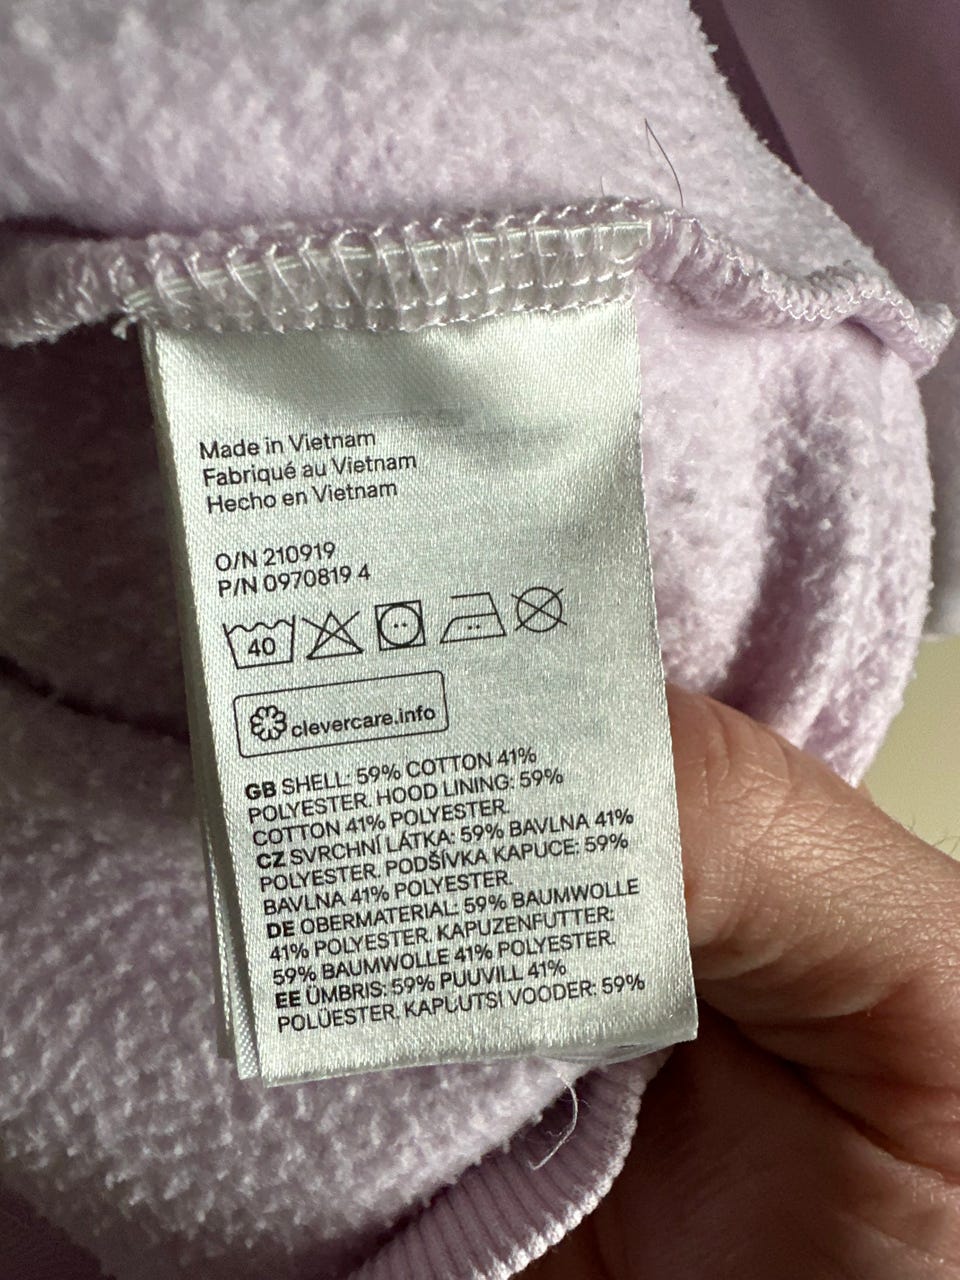 Made in Vietnam
Fabriqué au Vietnam
Hecho en Vietnam
O/N 210919
P/N 0970819 4
40
clevercare.info
GB SHELL: 59% COTTON 41%
POLYESTER. HOOD LINING: 59%
COTTON 41% POLYESTER.
CZ SVRCHNÍ LÁTKA: 59% BAVLNA 41%
POLYESTER. PODŠÍVKA KAPUCE: 59%
BAVLNA 41% POLYESTER.
DE OBERMATERIAL: 59% BAUMWOLLE
41% POLYESTER. KAPUZENFUTTER:
59% BAUMWOLLE 41% POLYESTER.
EE ÜMBRIS: 59% PUUVILL 41%
POLÜESTER. KAPUUTSI VOODER: 59%